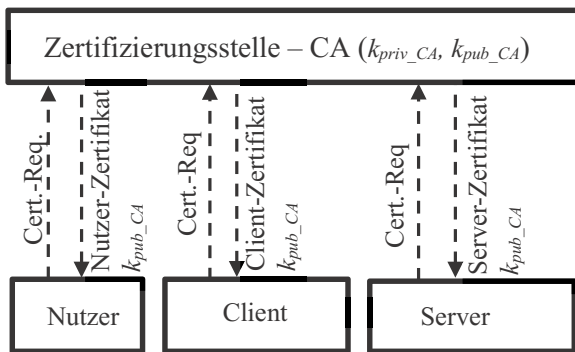 Zertifizierungsstelle – CA (k_priv_CA, k_pub_CA)
Cert.-Req.
Nutzer-Zertifikat
k_pub_CA
Cert.-Req
Client-Zertifikat
k_pub_CA
Cert.-Req
Server-Zertifikat
k_pub_CA
Nutzer
Client
Server